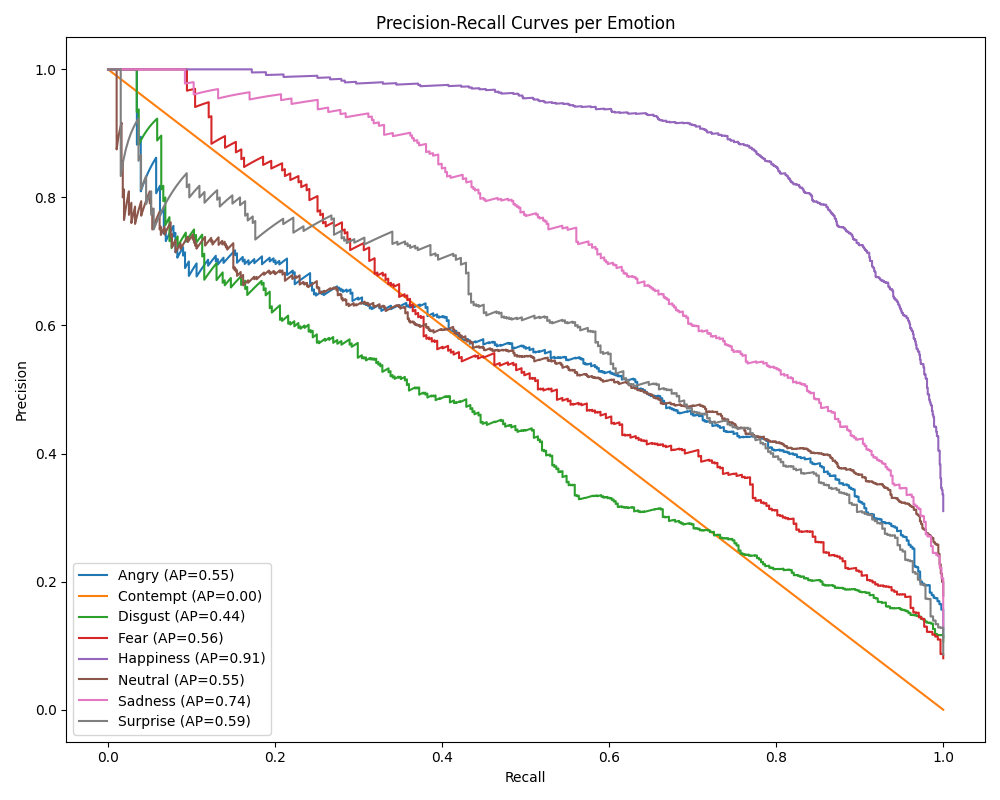 Precision-Recall Curves per Emotion
Precision
1.0
0.8
0.6
0.4
0.2
0.0
Angry (AP=0.55)
Contempt (AP=0.00)
Disgust (AP=0.44)
Fear (AP=0.56)
Happiness (AP=0.91)
Neutral (AP=0.55)
Sadness (AP=0.74)
Surprise (AP=0.59)
0.0 0.2 0.4 0.6 0.8 1.0
Recall